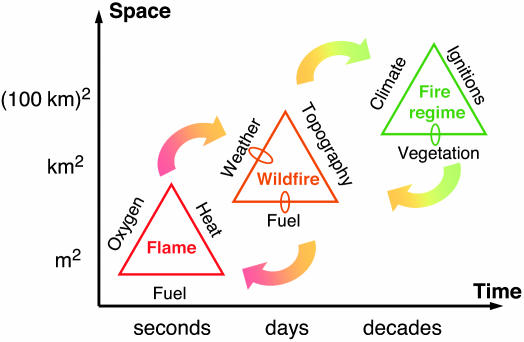 Space
(100 km)2
km2
m2
Climate
Ignitions
Fire
regime
Vegetation
Weather
Topography
Wildfire
Fuel
Oxygen
Heat
Flame
Fuel
Time
seconds
days
decades